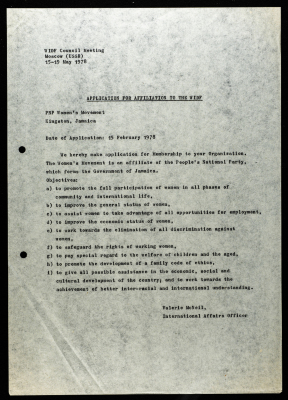 WIDF Council Meeting
Moscow (USSR)
15-19 May 1978
APPLICATION FOR AFFILIATION TO THE WIDF
PNP Women's Movement
Kingston, Jamaica
Date of Application: 15 February 1978
We hereby make application for Membership to your Organization.
The Women's Movement is an affiliate of the People's National Party,
which forms the Government of Jamaica.
Objectives:
a) to promote the full participation of women in all phases of
community and international life,
b) to improve the general status of women,
c) to assist women to take advantage of all opportunities for employment,
d) to improve the economic status of women,
e) to work towards the elimination of all discrimination against
women,
f) to safeguard the rights of working women,
g) to pay special regard to the welfare of children and the aged,
h) to promote the development of a family code of ethics,
i) to give all possible assistance in the economic, social and
cultural development of the country; and to work towards the
achievement of better inter-racial and international understanding.
Valerie McNeil,
International Affairs Officer